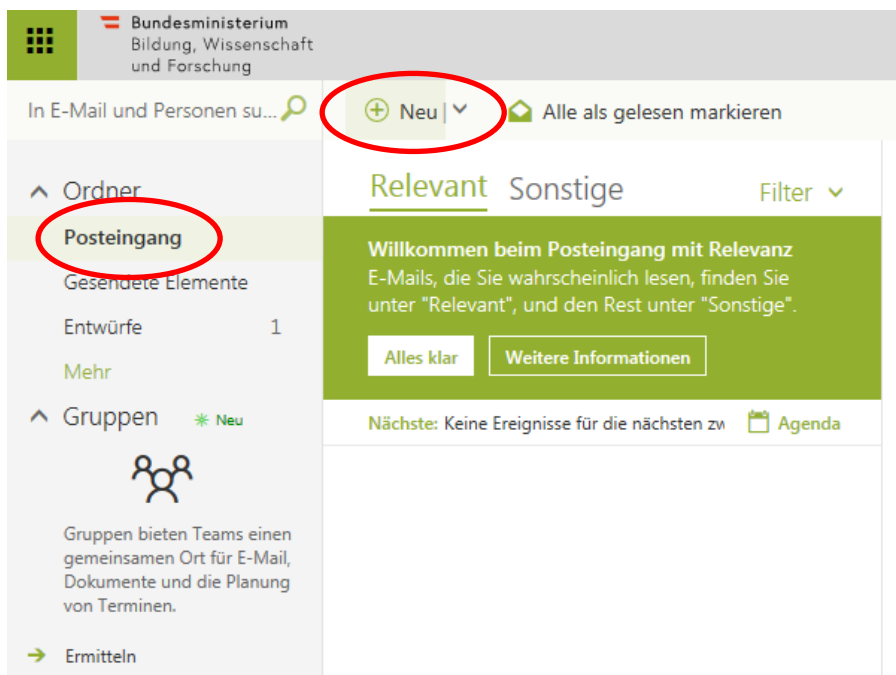 Bundesministerium
Bildung, Wissenschaft
und Forschung
In E-Mail und Personen su...
Neu
Alle als gelesen markieren
Ordner
Posteingang
Gesendete Elemente
Entwürfe 1
Mehr
Gruppen Neu
Gruppen bieten Teams einen
gemeinsamen Ort für E-Mail,
Dokumente und die Planung
von Terminen.
Ermitteln
Relevant Sonstige Filter
Willkommen beim Posteingang mit Relevanz
E-Mails, die Sie wahrscheinlich lesen, finden Sie
unter "Relevant", und den Rest unter "Sonstige".
Alles klar Weitere Informationen
Nächste: Keine Ereignisse für die nächsten zw Agenda